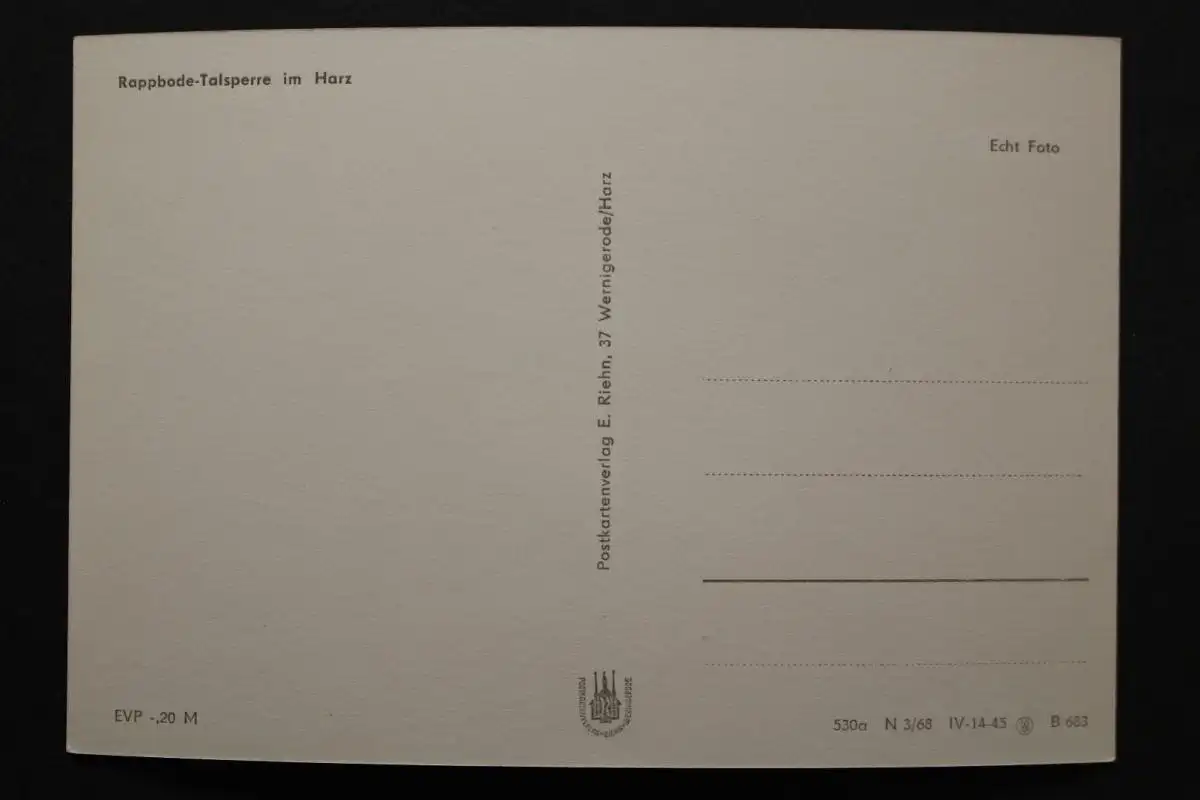 Rappbode-Talsperre im Harz
Echt Foto
Postkartenverlag E. Riehn, 37 Wernigerode/Harz
EVP -,20 M
530a N 3/68 IV-14-45 B 683